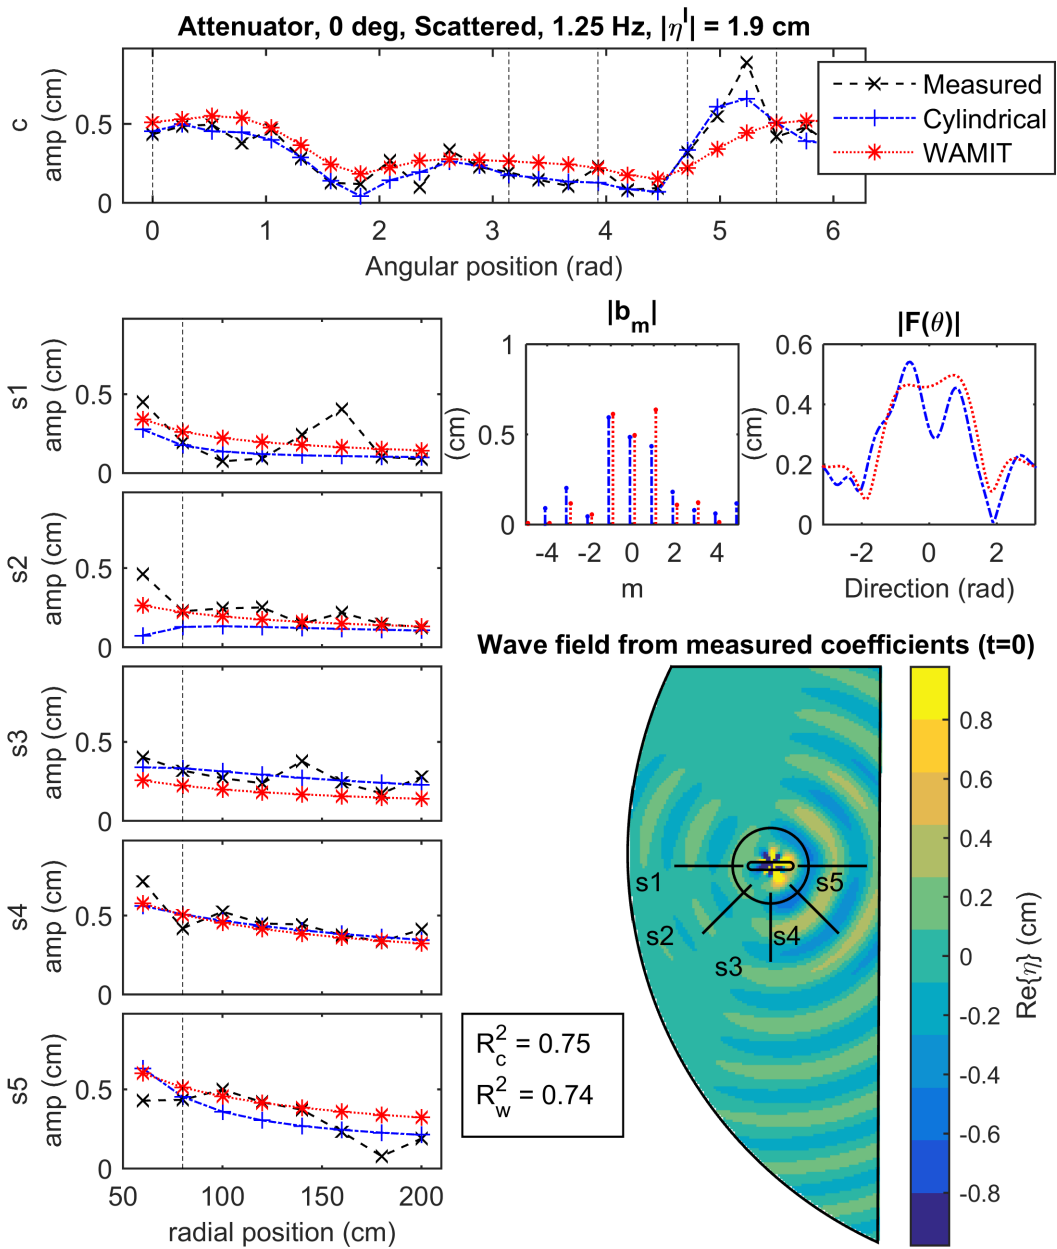 Attenuator, 0 deg, Scattered, 1.25 Hz, |η^I| = 1.9 cm
c
amp (cm)
0.5
0
0 1 2 3 4 5 6
Angular position (rad)
Measured
Cylindrical
WAMIT
s1
amp (cm)
0.5
0
s2
amp (cm)
0.5
0
s3
amp (cm)
0.5
0
s4
amp (cm)
0.5
0
s5
amp (cm)
0.5
0
50 100 150 200
radial position (cm)
|b_m|
(cm)
1
0.5
0
-4 -2 0 2 4
m
|F(θ)|
(cm)
0.6
0.4
0.2
0
-2 0 2
Direction (rad)
Wave field from measured coefficients (t=0)
s1
s2
s3
s4
s5
0.8
0.6
0.4
0.2
0
-0.2
-0.4
-0.6
-0.8
Re{η} (cm)
R_c^2 = 0.75
R_w^2 = 0.74